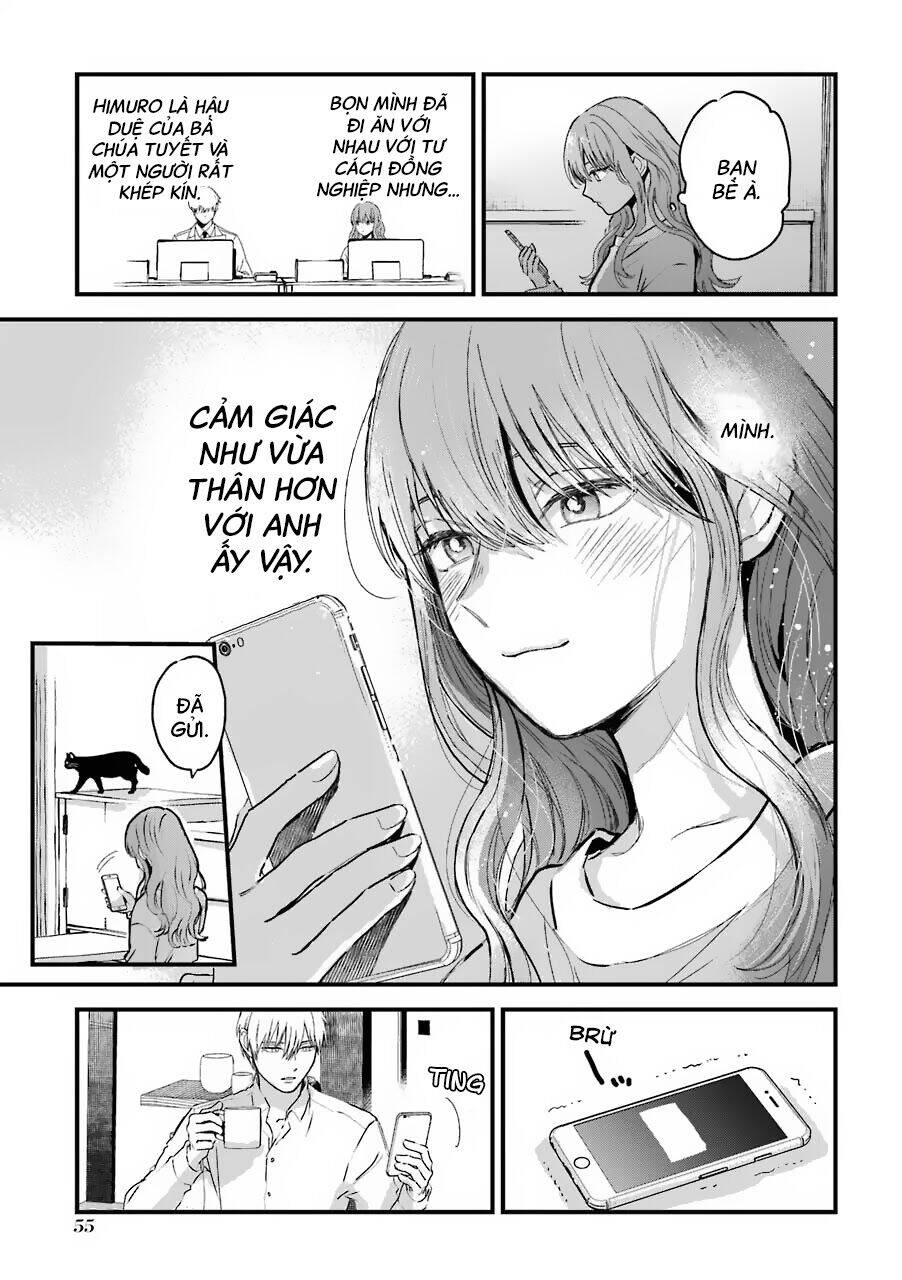 BẠN
BÈ À.
BỌN MÌNH ĐÃ
ĐI ĂN VỚI
NHAU VỚI TƯ
CÁCH ĐỒNG
NGHIỆP NHƯNG...
HIMURO LÀ HẬU
DUỆ CỦA BÀ
CHÚA TUYẾT VÀ
MỘT NGƯỜI RẤT
KHÉP KÍN.
MÌNH.
CẢM GIÁC
NHƯ VỪA
THÂN HƠN
VỚI ANH
ẤY VẬY.
ĐÃ
GỬI.
BRỪ
TING
55